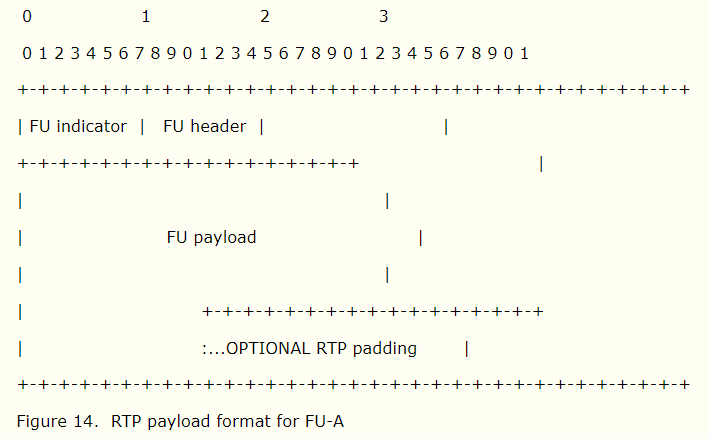 0 1 2 3
0 1 2 3 4 5 6 7 8 9 0 1 2 3 4 5 6 7 8 9 0 1 2 3 4 5 6 7 8 9 0 1
+-+-+-+-+-+-+-+-+-+-+-+-+-+-+-+-+-+-+-+-+-+-+-+-+-+-+-+-+-+-+-+-+
| FU indicator | FU header | |
+-+-+-+-+-+-+-+-+-+-+-+-+-+-+-+-+ |
| |
| FU payload |
| |
| +-+-+-+-+-+-+-+-+-+-+-+-+-+-+-+-+
| :...OPTIONAL RTP padding |
+-+-+-+-+-+-+-+-+-+-+-+-+-+-+-+-+-+-+-+-+-+-+-+-+-+-+-+-+-+-+-+-+
Figure 14. RTP payload format for FU-A